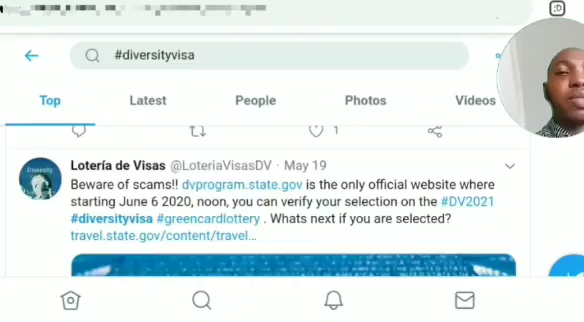 :D
#diversityvisa
Top Latest People Photos Videos
1
Lotería de Visas @LoteriaVisasDV · May 19
Beware of scams!! dvprogram.state.gov is the only official website where
starting June 6 2020, noon, you can verify your selection on the #DV2021
#diversityvisa #greencardlottery . Whats next if you are selected?
travel.state.gov/content/travel...